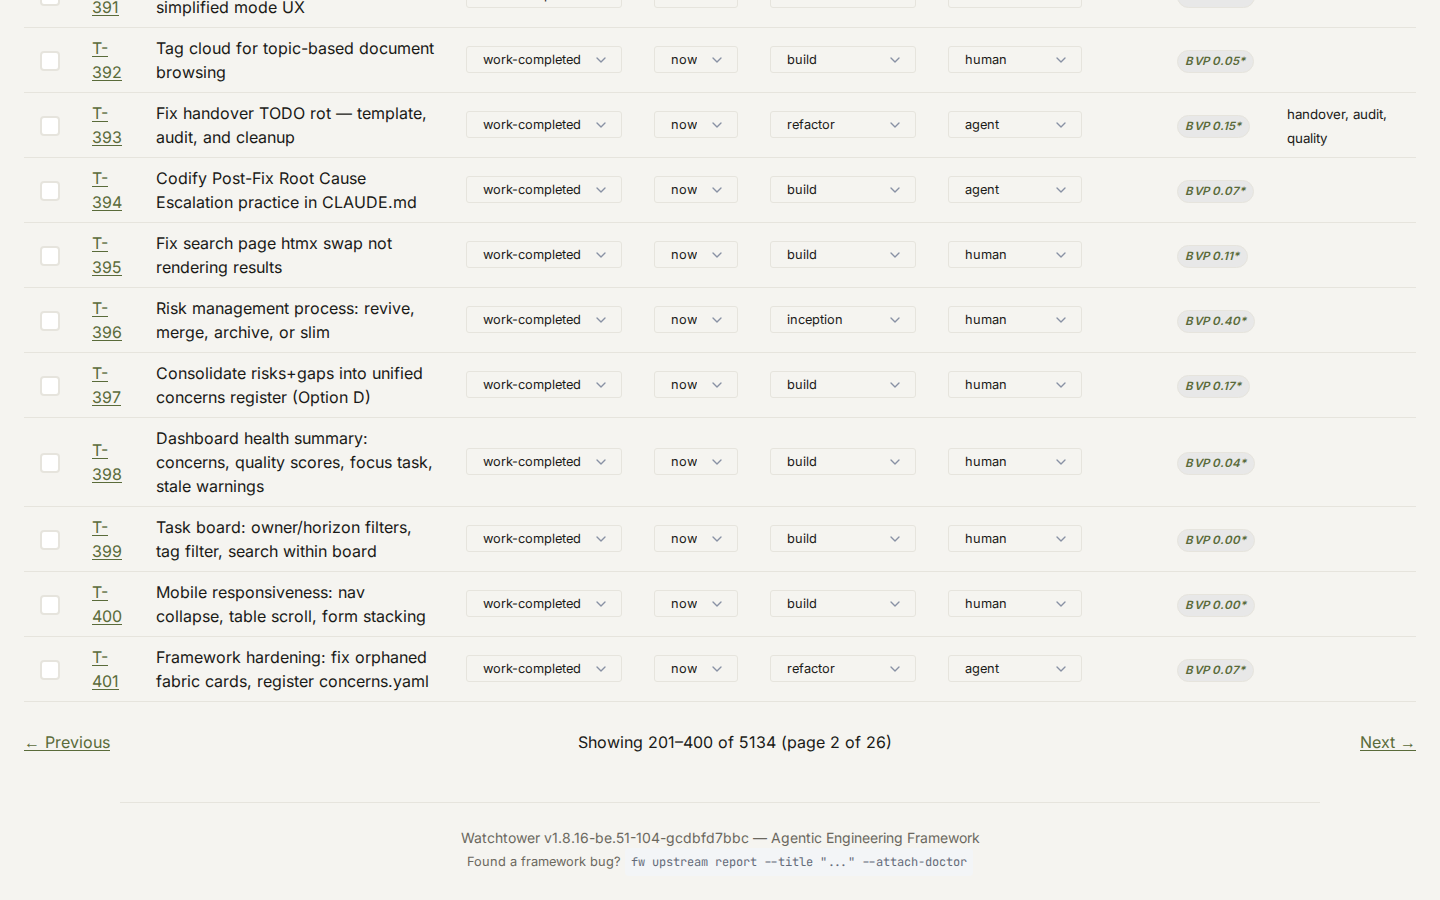 391
simplified mode UX
T-
392
Tag cloud for topic-based document
browsing
work-completed
now
build
human
BVP 0.05*
T-
393
Fix handover TODO rot — template,
audit, and cleanup
work-completed
now
refactor
agent
BVP 0.15*
handover, audit,
quality
T-
394
Codify Post-Fix Root Cause
Escalation practice in CLAUDE.md
work-completed
now
build
agent
BVP 0.07*
T-
395
Fix search page htmx swap not
rendering results
work-completed
now
build
human
BVP 0.11*
T-
396
Risk management process: revive,
merge, archive, or slim
work-completed
now
inception
human
BVP 0.40*
T-
397
Consolidate risks+gaps into unified
concerns register (Option D)
work-completed
now
build
human
BVP 0.17*
T-
398
Dashboard health summary:
concerns, quality scores, focus task,
stale warnings
work-completed
now
build
human
BVP 0.04*
T-
399
Task board: owner/horizon filters,
tag filter, search within board
work-completed
now
build
human
BVP 0.00*
T-
400
Mobile responsiveness: nav
collapse, table scroll, form stacking
work-completed
now
build
human
BVP 0.00*
T-
401
Framework hardening: fix orphaned
fabric cards, register concerns.yaml
work-completed
now
refactor
agent
BVP 0.07*
← Previous
Showing 201–400 of 5134 (page 2 of 26)
Next →
Watchtower v1.8.16-be.51-104-gcdbfd7bbc — Agentic Engineering Framework
Found a framework bug? fw upstream report --title "..." --attach-doctor